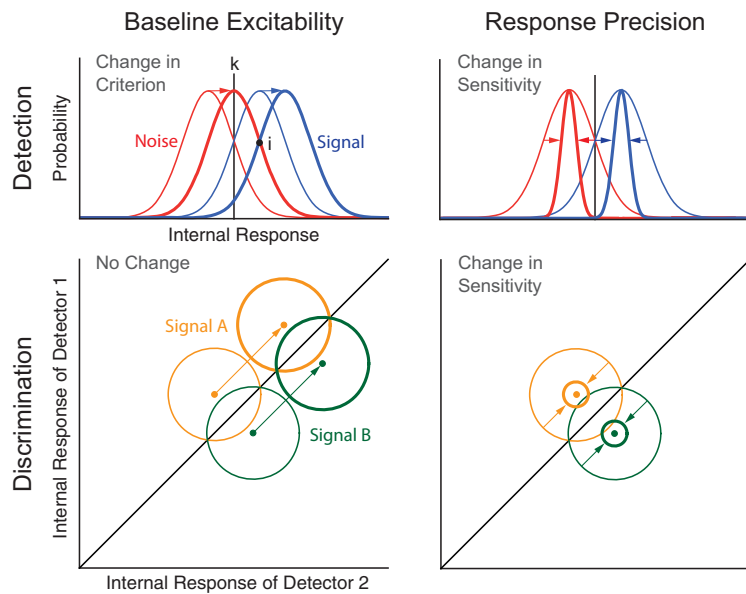 Baseline Excitability
Response Precision
Detection
Probability
Change in
Criterion
k
Noise
i
Signal
Internal Response
Change in
Sensitivity
Discrimination
Internal Response of Detector 1
No Change
Signal A
Signal B
Internal Response of Detector 2
Change in
Sensitivity